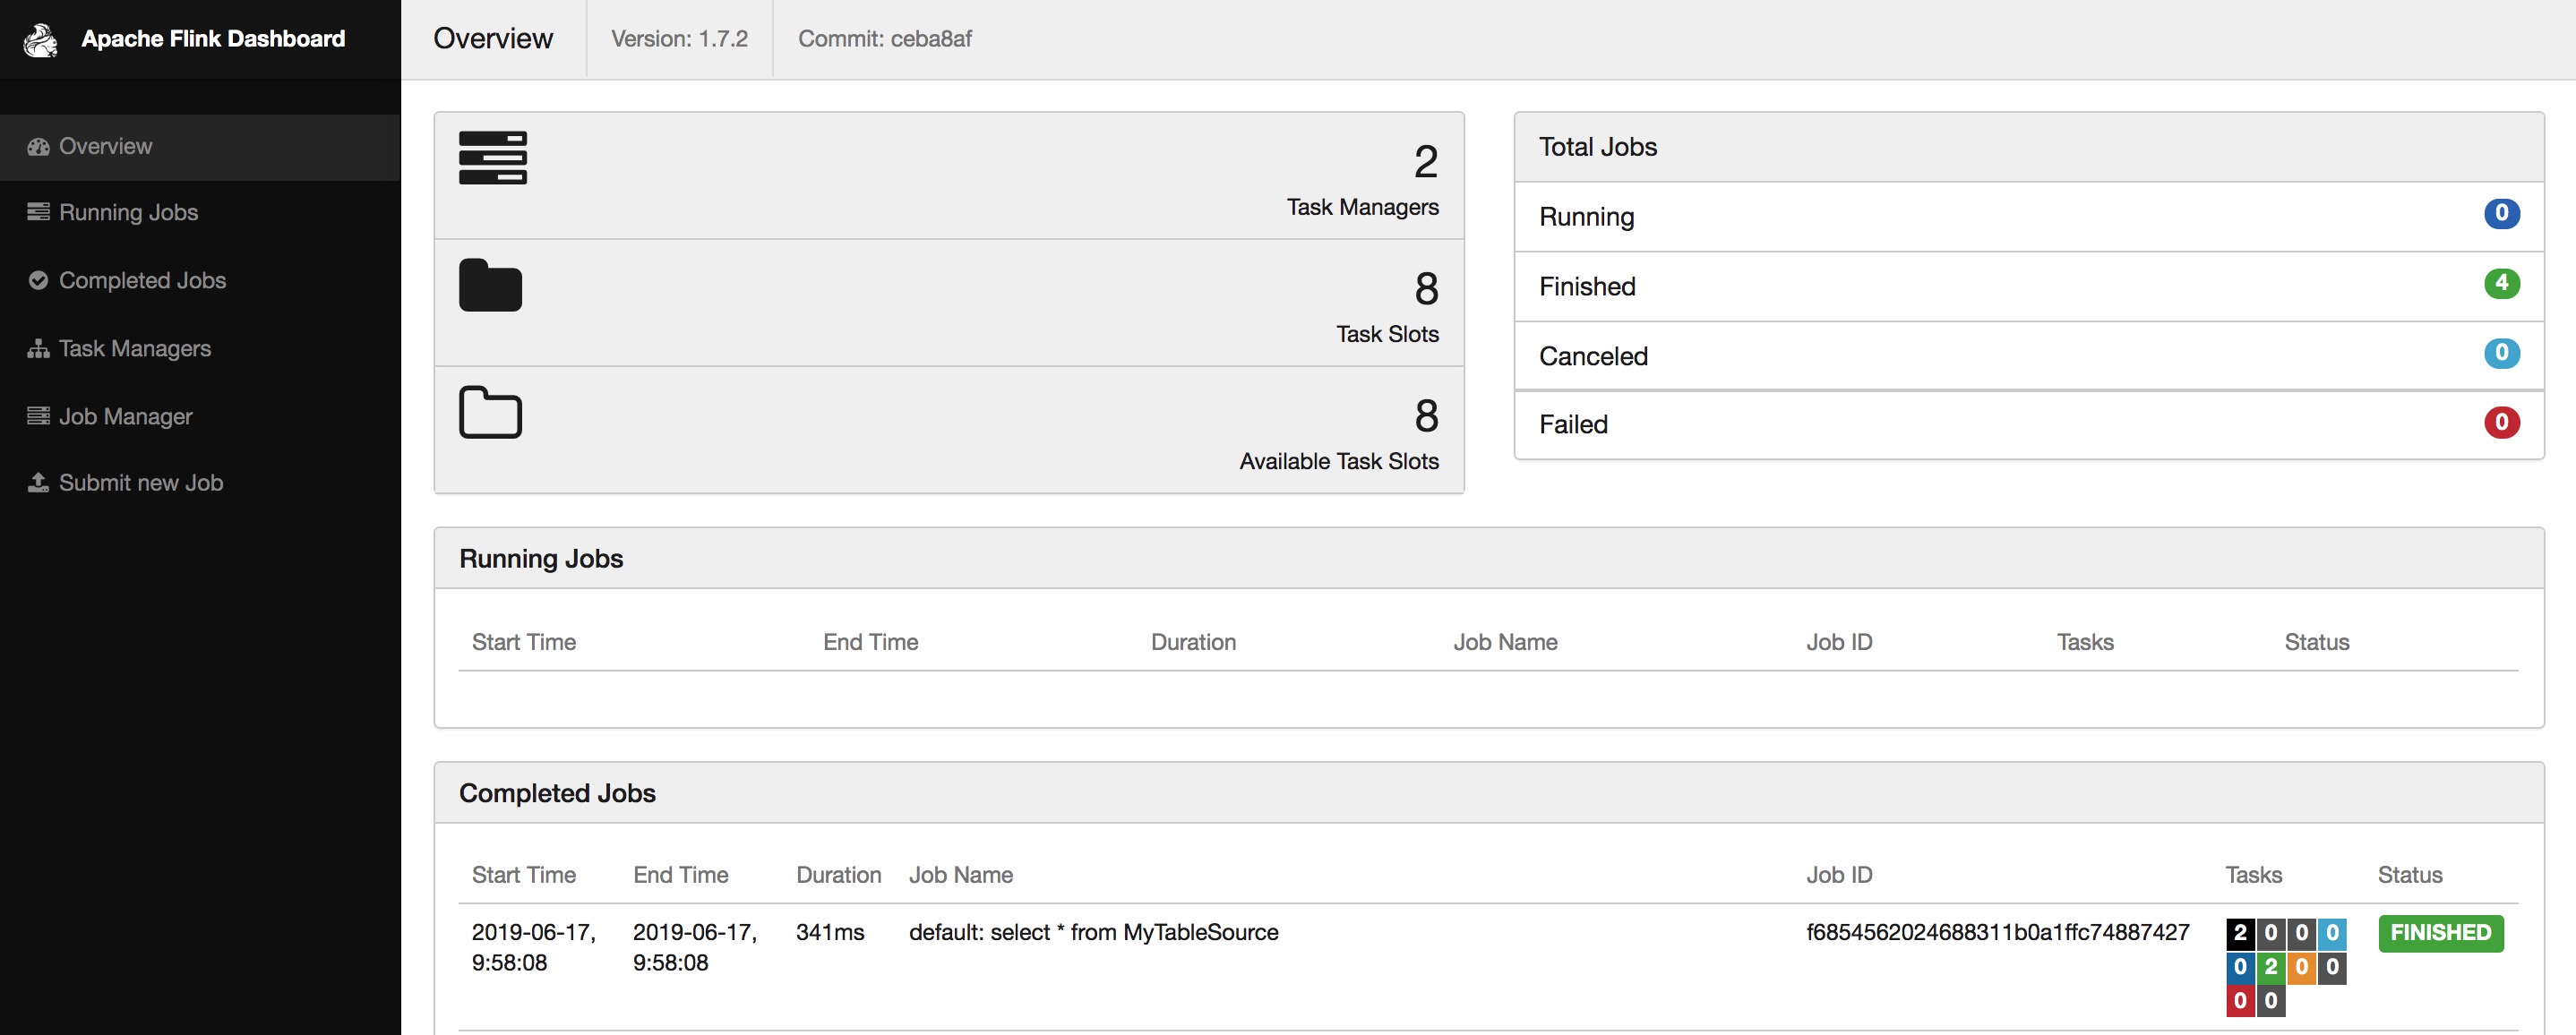 Apache Flink Dashboard
Overview
Version: 1.7.2
Commit: ceba8af
Overview
Running Jobs
Completed Jobs
Task Managers
Job Manager
Submit new Job
2
Task Managers
8
Task Slots
8
Available Task Slots
Total Jobs
Running 0
Finished 4
Canceled 0
Failed 0
Running Jobs
Start Time End Time Duration Job Name Job ID Tasks Status
Completed Jobs
Start Time End Time Duration Job Name Job ID Tasks Status
2019-06-17, 2019-06-17, 341ms default: select * from MyTableSource f6854562024688311b0a1ffc74887427 2 0 0 0 FINISHED
9:58:08 9:58:08 0 2 0 0
0 0